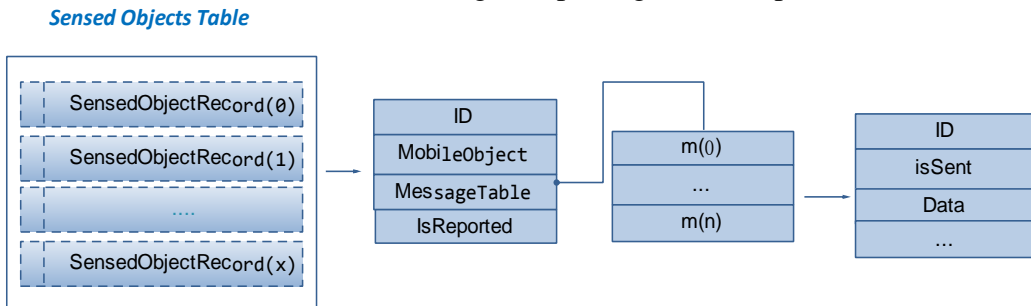 Sensed Objects Table
SensedObjectRecord(0)
SensedObjectRecord(1)
....
SensedObjectRecord(x)
ID
MobileObject
MessageTable
IsReported
m(0)
...
m(n)
ID
isSent
Data
...